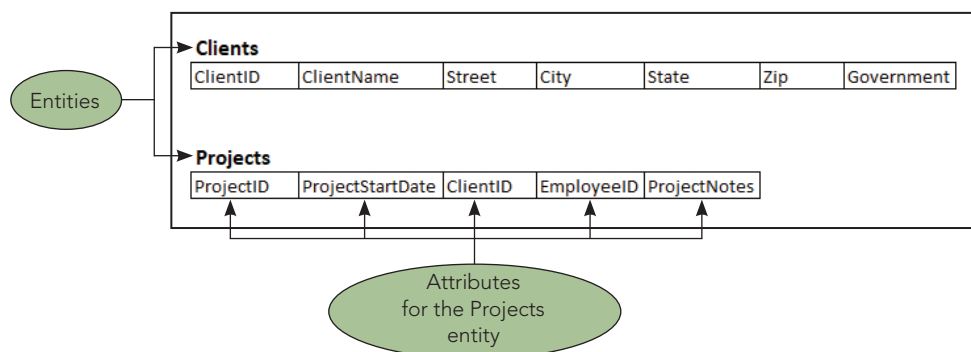 Clients
ClientID ClientName Street City State Zip Government
Entities
Projects
ProjectID ProjectStartDate ClientID EmployeeID ProjectNotes
Attributes
for the Projects
entity